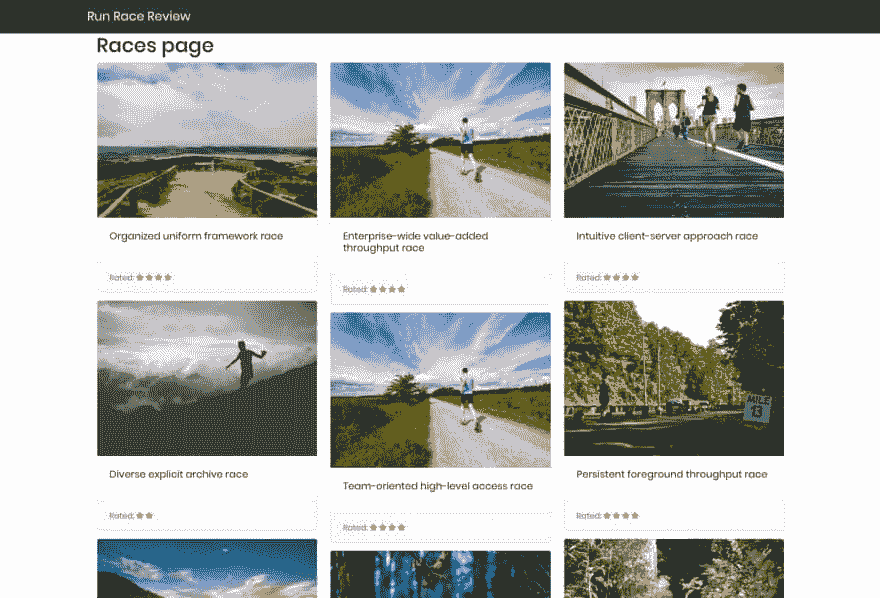 Run Race Review
Races page
Organized uniform framework race
Rated:
Enterprise-wide value-added
throughput race
Rated:
Intuitive client-server approach race
Rated:
Diverse explicit archive race
Rated:
Team-oriented high-level access race
Rated:
MILE
13
Persistent foreground throughput race
Rated: